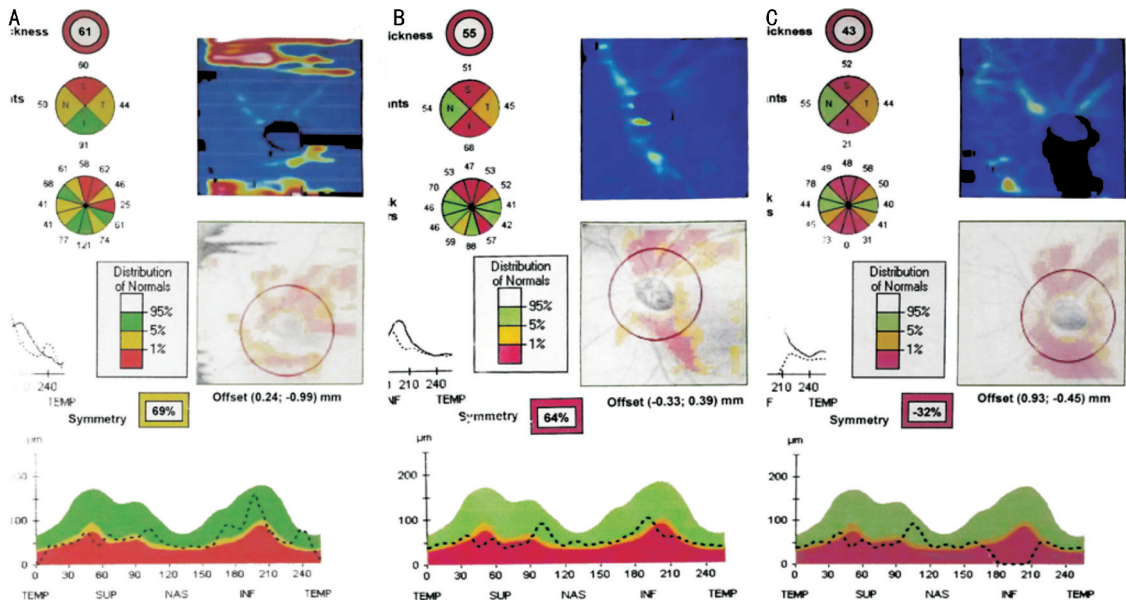 A
ckness 61
60
S
50 N T 44
nts
I
91
58
61 62
68 46
41 25
41 61
77 74
121
Distribution
of Normals
95%
5%
1%
240
TEMP
Offset (0.24; -0.99) mm
Symmetry 69%
µm
100
0
0 30 60 90 120 150 180 210 240
TEMP SUP NAS INF TEMP
B
ickness 55
51
S
54 N T 45
ants
I
68
47
53 53
70 52
46 41
46 42
59 57
88
Distribution
of Normals
95%
5%
1%
210 240
NF TEMP
Offset (-0.33; 0.39) mm
Symmetry 64%
µm
200
100
0
0 30 60 90 120 150 180 210 240
TEMP SUP NAS INF TEMP
C
ickness 43
52
S
55 N T 44
nts
I
21
48
49 58
78 50
44 40
45 41
31
0
Distribution
of Normals
95%
5%
1%
210 240
F TEMP
Offset (0.93; -0.45) mm
Symmetry -32%
µm
200
100
0
0 30 60 90 120 150 180 210 240
TEMP SUP NAS INF TEMP